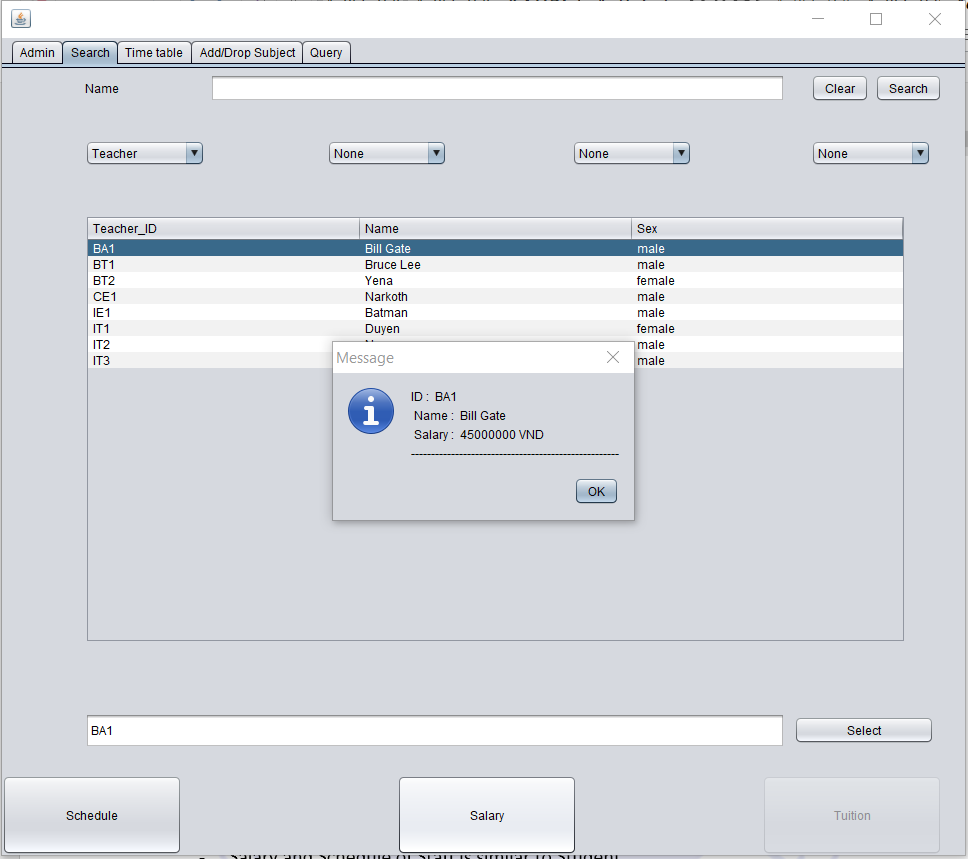 Admin Search Time table Add/Drop Subject Query
Name Clear Search
Teacher None None None
Teacher_ID Name Sex
BA1 Bill Gate male
BT1 Bruce Lee male
BT2 Yena female
CE1 Narkoth male
IE1 Batman male
IT1 Duyen female
IT2 male
IT3 male
Message
ID : BA1
Name : Bill Gate
Salary : 45000000 VND
OK
BA1 Select
Schedule Salary Tuition
- Salary and Schedule of Staff is similar to Student